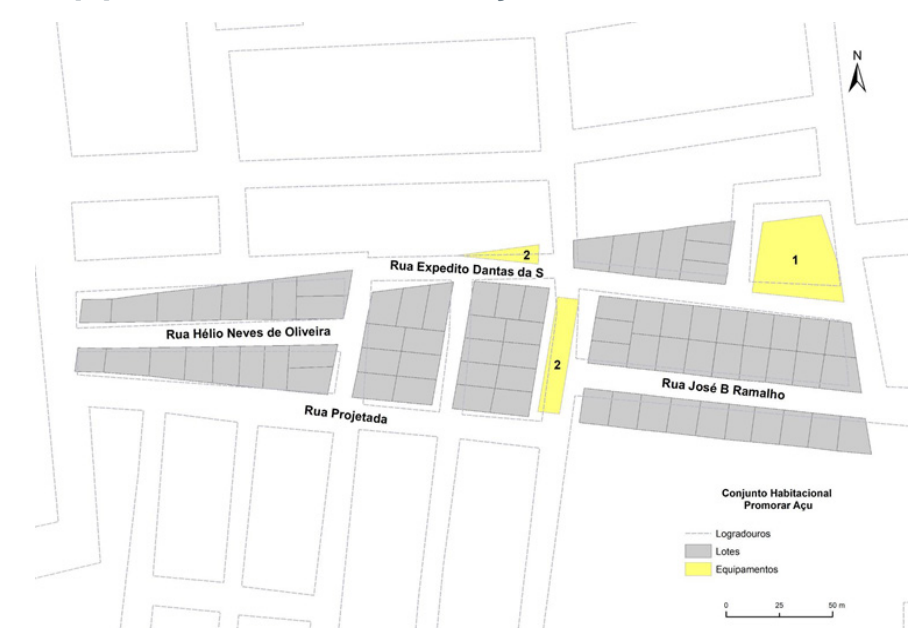 N
1
2
Rua Expedito Dantas da S
Rua Hélio Neves de Oliveira
2
Rua José B Ramalho
Rua Projetada
Conjunto Habitacional
Promorar Açu
Logradouros
Lotes
Equipamentos
0 25 50 m